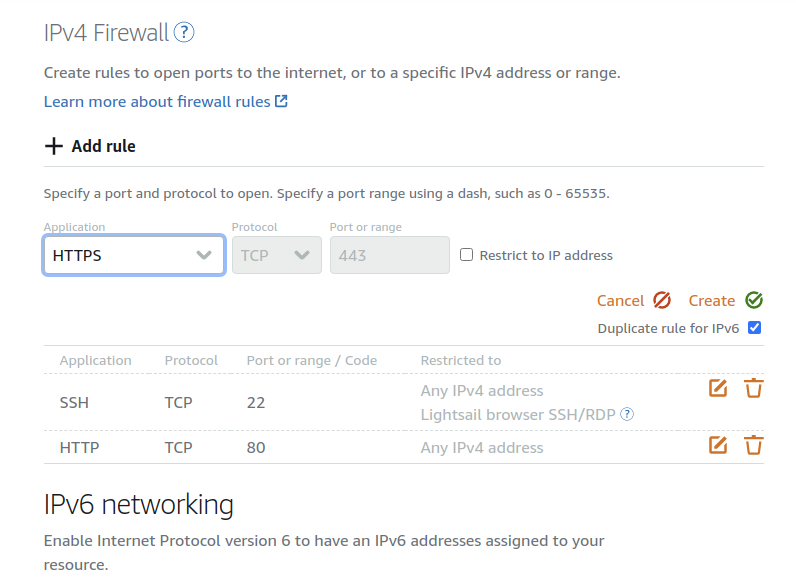 IPv4 Firewall ?
Create rules to open ports to the internet, or to a specific IPv4 address or range.
Learn more about firewall rules
Add rule
Specify a port and protocol to open. Specify a port range using a dash, such as 0 - 65535.
Application Protocol Port or range
HTTPS TCP 443 Restrict to IP address
Cancel Create
Duplicate rule for IPv6
Application Protocol Port or range / Code Restricted to
SSH TCP 22 Any IPv4 address
Lightsail browser SSH/RDP ?
HTTP TCP 80 Any IPv4 address
IPv6 networking
Enable Internet Protocol version 6 to have an IPv6 addresses assigned to your
resource.